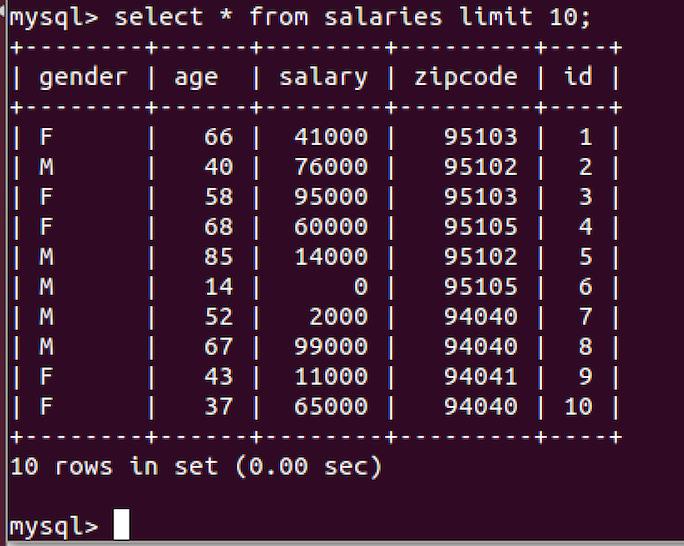 mysql> select * from salaries limit 10;
+--------+------+--------+---------+----+
| gender | age  | salary | zipcode | id |
+--------+------+--------+---------+----+
| F      |   66 |  41000 |   95103 |  1 |
| M      |   40 |  76000 |   95102 |  2 |
| F      |   58 |  95000 |   95103 |  3 |
| F      |   68 |  60000 |   95105 |  4 |
| M      |   85 |  14000 |   95102 |  5 |
| M      |   14 |      0 |   95105 |  6 |
| M      |   52 |   2000 |   94040 |  7 |
| M      |   67 |  99000 |   94040 |  8 |
| F      |   43 |  11000 |   94041 |  9 |
| F      |   37 |  65000 |   94040 | 10 |
+--------+------+--------+---------+----+
10 rows in set (0.00 sec)
mysql>